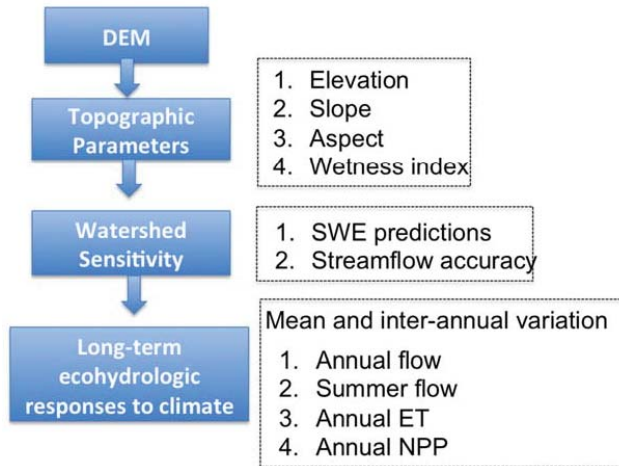 DEM
Topographic
Parameters
1. Elevation
2. Slope
3. Aspect
4. Wetness index
Watershed
Sensitivity
1. SWE predictions
2. Streamflow accuracy
Long-term
ecohydrologic
responses to climate
Mean and inter-annual variation
1. Annual flow
2. Summer flow
3. Annual ET
4. Annual NPP